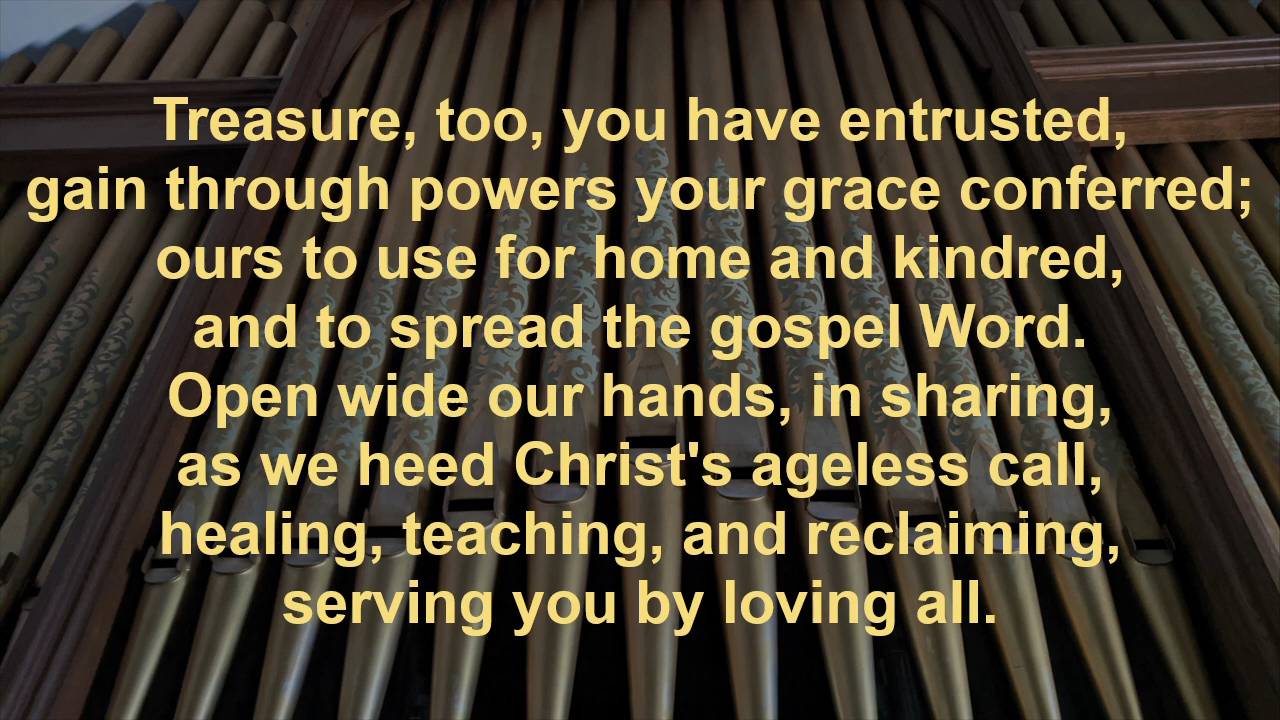 Treasure, too, you have entrusted,
gain through powers your grace conferred;
ours to use for home and kindred,
and to spread the gospel Word.
Open wide our hands, in sharing,
as we heed Christ's ageless call,
healing, teaching, and reclaiming,
serving you by loving all.